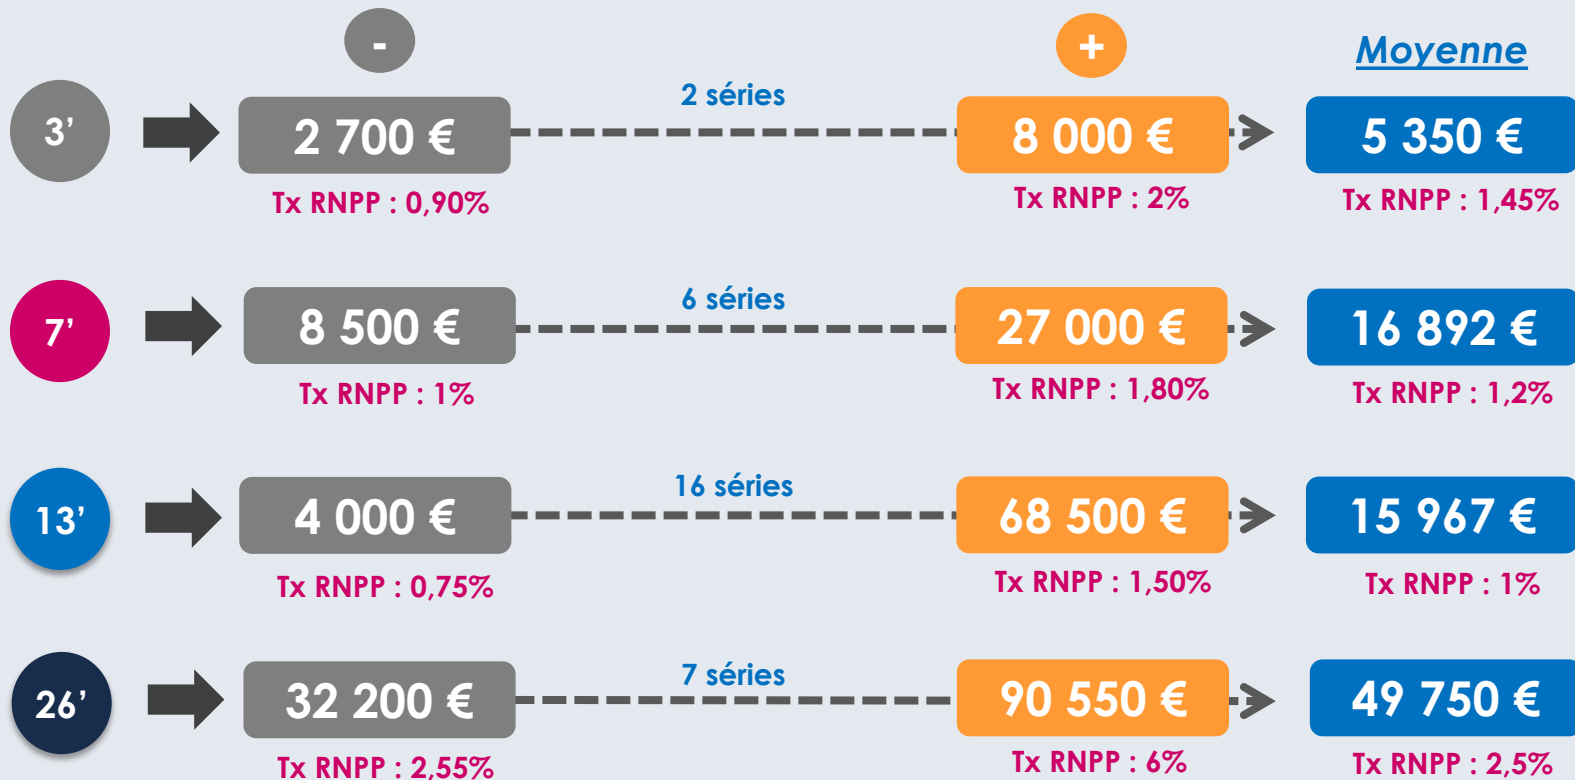 -
+
Moyenne
3’
2 700 €
2 séries
8 000 €
5 350 €
Tx RNPP : 0,90%
Tx RNPP : 2%
Tx RNPP : 1,45%
7’
8 500 €
6 séries
27 000 €
16 892 €
Tx RNPP : 1%
Tx RNPP : 1,80%
Tx RNPP : 1,2%
13’
4 000 €
16 séries
68 500 €
15 967 €
Tx RNPP : 0,75%
Tx RNPP : 1,50%
Tx RNPP : 1%
26’
32 200 €
7 séries
90 550 €
49 750 €
Tx RNPP : 2,55%
Tx RNPP : 6%
Tx RNPP : 2,5%